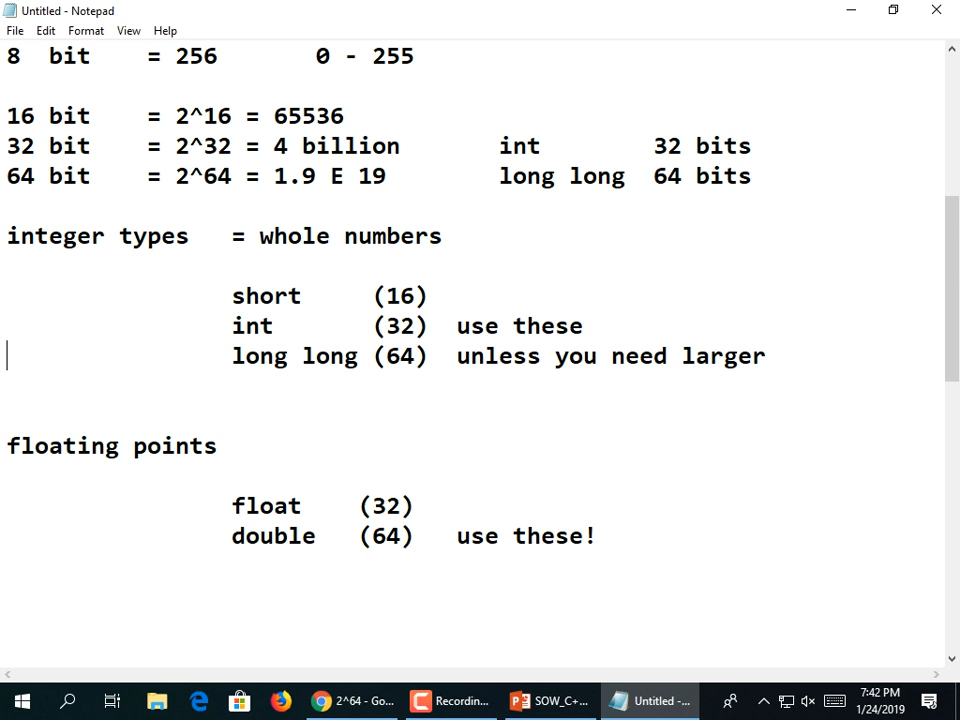 Untitled - Notepad
File Edit Format View Help
8 bit = 256 0 - 255
16 bit = 2^16 = 65536
32 bit = 2^32 = 4 billion int 32 bits
64 bit = 2^64 = 1.9 E 19 long long 64 bits
integer types = whole numbers
short (16)
int (32) use these
long long (64) unless you need larger
floating points
float (32)
double (64) use these!
2^64 - Go... Recordin... SOW_C+... Untitled -... 7:42 PM
1/24/2019